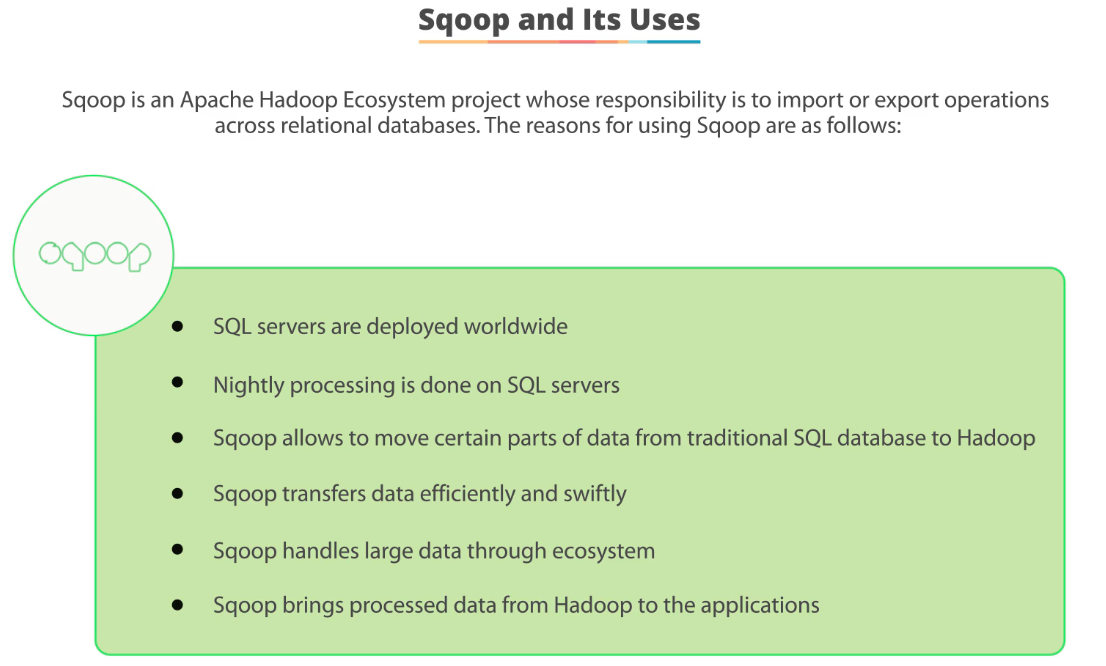 Sqoop and Its Uses
Sqoop is an Apache Hadoop Ecosystem project whose responsibility is to import or export operations
across relational databases. The reasons for using Sqoop are as follows:
sqoop
● SQL servers are deployed worldwide
● Nightly processing is done on SQL servers
● Sqoop allows to move certain parts of data from traditional SQL database to Hadoop
● Sqoop transfers data efficiently and swiftly
● Sqoop handles large data through ecosystem
● Sqoop brings processed data from Hadoop to the applications